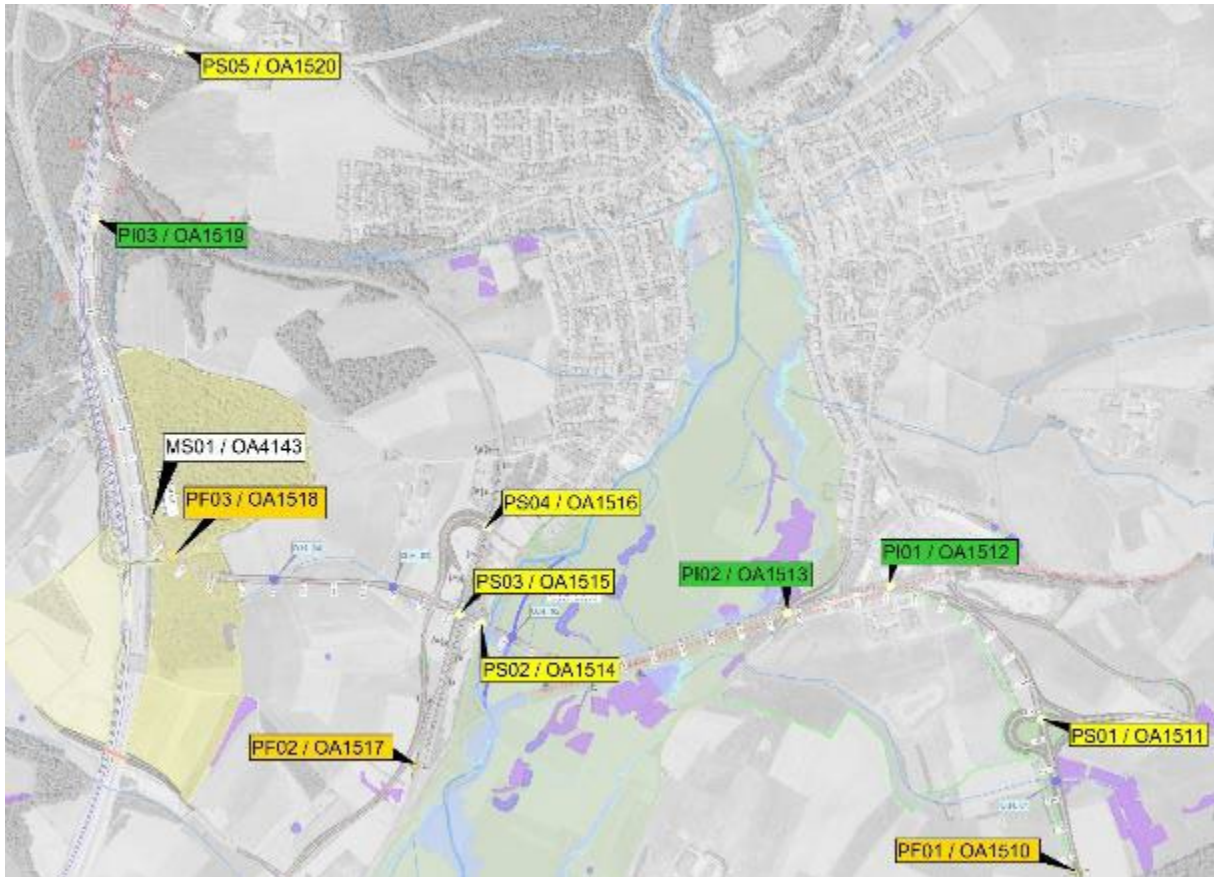 PS05 / OA1520
PI03 / OA1519
MS01 / OA4143
PF03 / OA1518
PS04 / OA1516
PI01 / OA1512
PS03 / OA1515
PI02 / OA1513
PS02 / OA1514
PS01 / OA1511
PF02 / OA1517
PF01 / OA1510